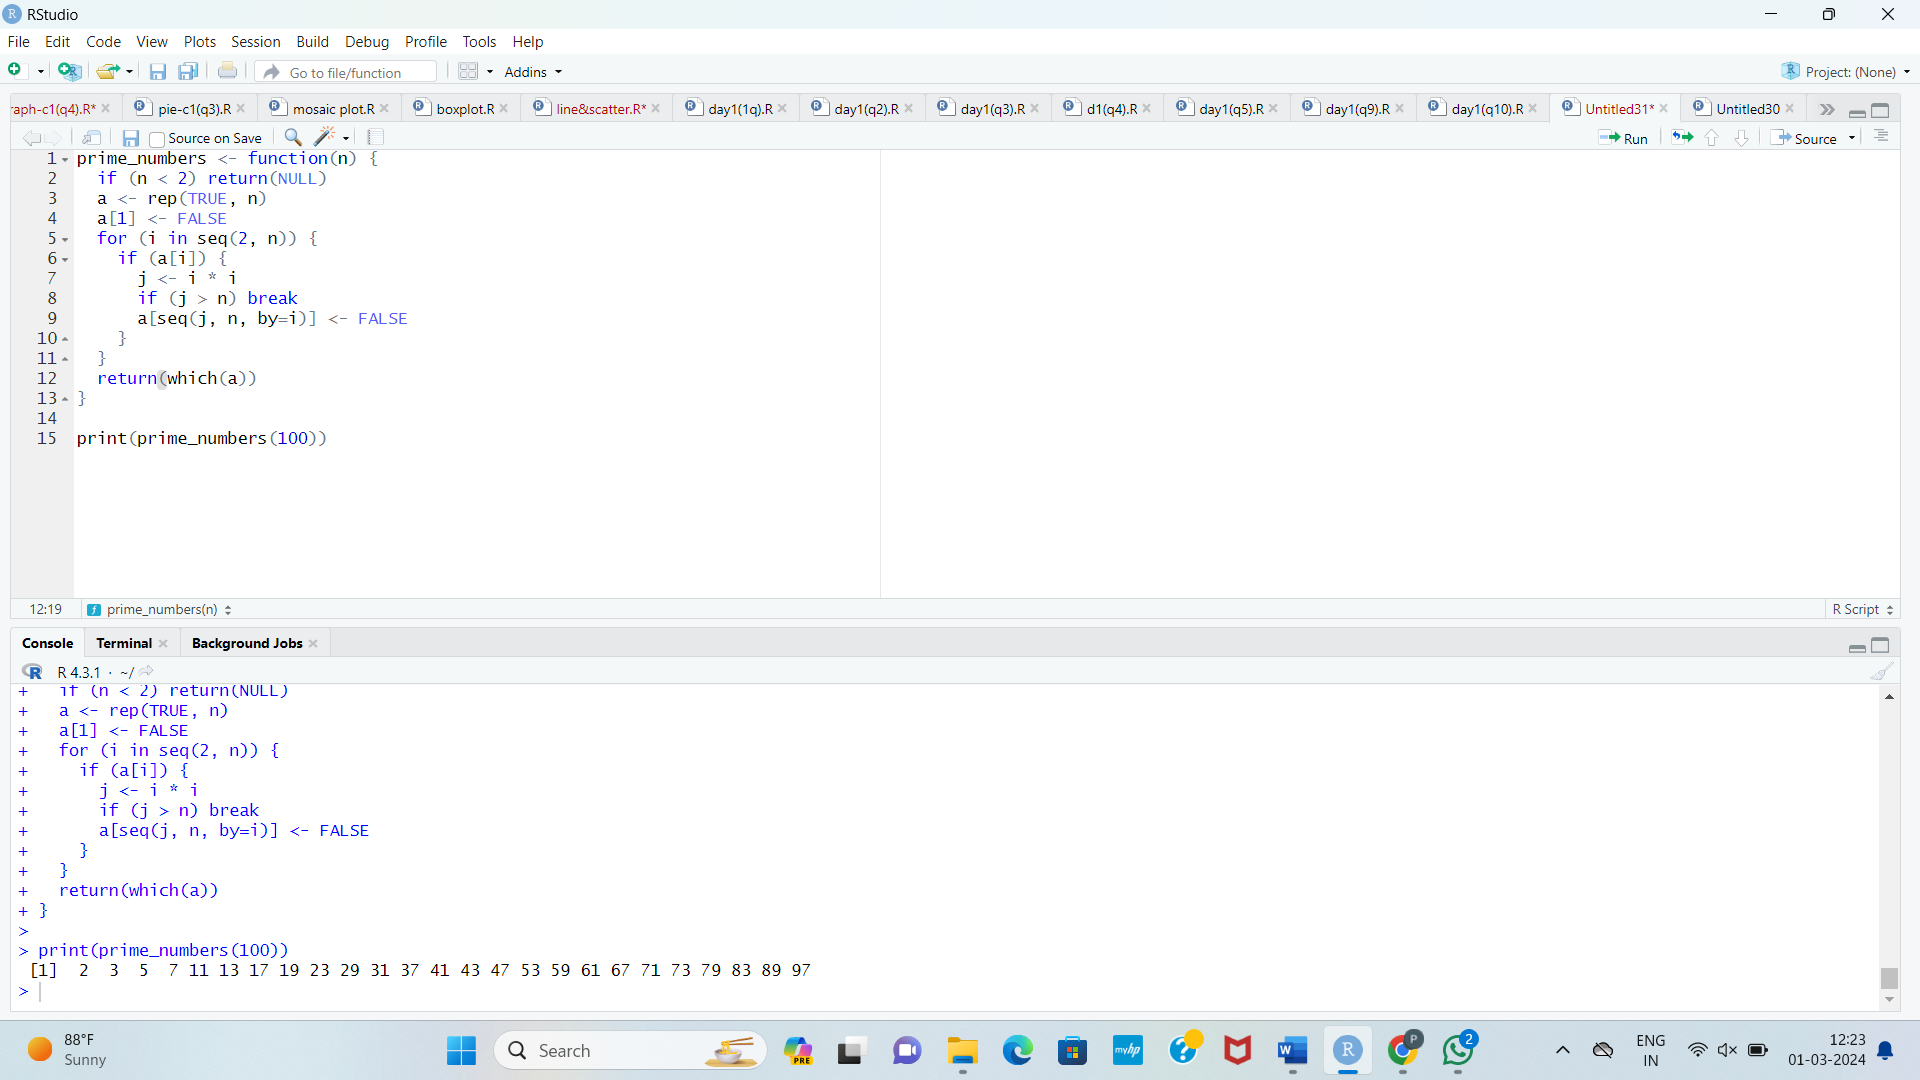 RStudio
File Edit Code View Plots Session Build Debug Profile Tools Help
Go to file/function Addins Project: (None)
raph-c1(q4).R* pie-c1(q3).R mosaic plot.R boxplot.R line&scatter.R* day1(1q).R day1(q2).R day1(q3).R d1(q4).R day1(q5).R day1(q9).R day1(q10).R Untitled31* Untitled30
Source on Save Run Source
1 prime_numbers <- function(n) {
2 if (n < 2) return(NULL)
3 a <- rep(TRUE, n)
4 a[1] <- FALSE
5 for (i in seq(2, n)) {
6 if (a[i]) {
7 j <- i * i
8 if (j > n) break
9 a[seq(j, n, by=i)] <- FALSE
10 }
11 }
12 return(which(a))
13 }
14
15 print(prime_numbers(100))
12:19 prime_numbers(n) R Script
Console Terminal Background Jobs
R 4.3.1 · ~/
+ if (n < 2) return(NULL)
+ a <- rep(TRUE, n)
+ a[1] <- FALSE
+ for (i in seq(2, n)) {
+ if (a[i]) {
+ j <- i * i
+ if (j > n) break
+ a[seq(j, n, by=i)] <- FALSE
+ }
+ }
+ return(which(a))
+ }
>
> print(prime_numbers(100))
[1] 2 3 5 7 11 13 17 19 23 29 31 37 41 43 47 53 59 61 67 71 73 79 83 89 97
>
88°F
Sunny
Search
PRE
myhp
W
R
P
2
ENG
IN
12:23
01-03-2024